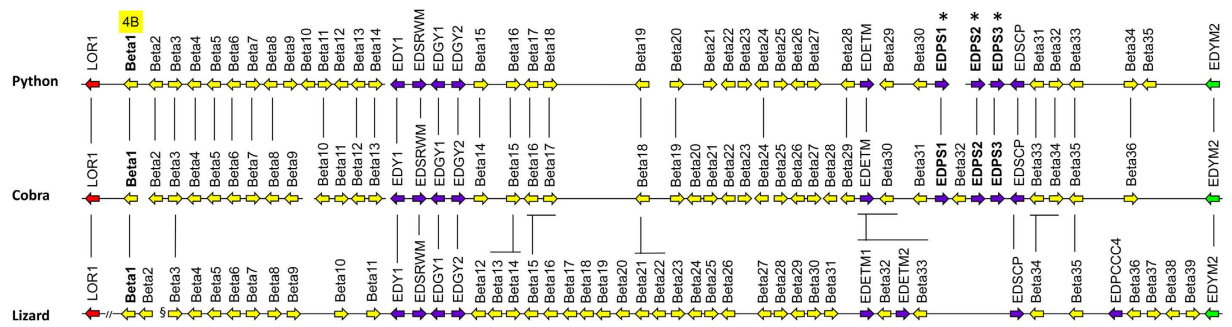 4B
LOR1 Beta1 Beta2 Beta3 Beta4 Beta5 Beta6 Beta7 Beta8 Beta9 Beta10 Beta11 Beta12 Beta13 Beta14 EDY1 EDSRWM EDGY1 EDGY2 Beta15 Beta16 Beta17 Beta18 Beta19 Beta20 Beta21 Beta22 Beta23 Beta24 Beta25 Beta26 Beta27 Beta28 EDETM Beta29 Beta30 EDPS1 * EDPS2 * EDPS3 * EDSCP Beta31 Beta32 Beta33 Beta34 Beta35 EDYM2
Python
LOR1 Beta1 Beta2 Beta3 Beta4 Beta5 Beta6 Beta7 Beta8 Beta9 Beta10 Beta11 Beta12 Beta13 EDY1 EDSRWM EDGY1 EDGY2 Beta14 Beta15 Beta16 Beta17 Beta18 Beta19 Beta20 Beta21 Beta22 Beta23 Beta24 Beta25 Beta26 Beta27 Beta28 Beta29 EDETM Beta30 Beta31 EDPS1 Beta32 EDPS2 EDPS3 EDSCP Beta33 Beta34 Beta35 Beta36 EDYM2
Cobra
LOR1 Beta1 Beta2 Beta3 Beta4 Beta5 Beta6 Beta7 Beta8 Beta9 Beta10 Beta11 EDY1 EDSRWM EDGY1 EDGY2 Beta12 Beta13 Beta14 Beta15 Beta16 Beta17 Beta18 Beta19 Beta20 Beta21 Beta22 Beta23 Beta24 Beta25 Beta26 Beta27 Beta28 Beta29 Beta30 Beta31 EDETM1 Beta32 EDETM2 Beta33 EDSCP Beta34 Beta35 EDPCCC4 Beta36 Beta37 Beta38 Beta39 EDYM2
Lizard // §